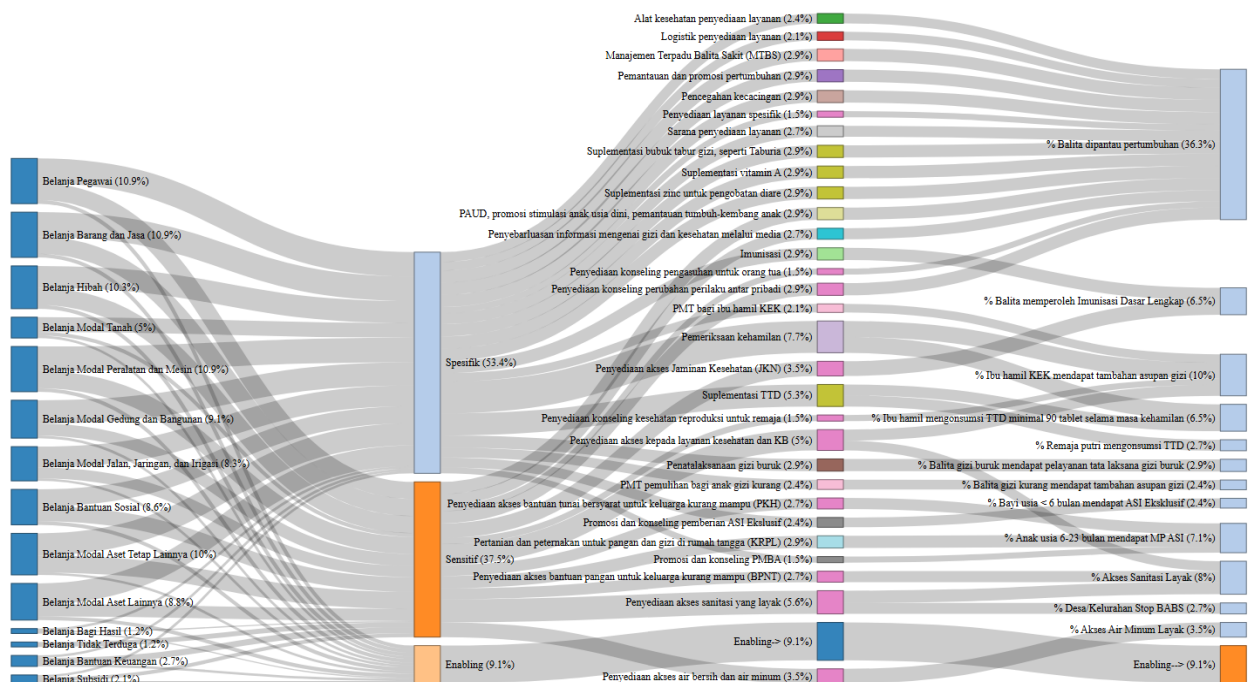 Belanja Pegawai (10.9%)
Belanja Barang dan Jasa (10.9%)
Belanja Hibah (10.3%)
Belanja Modal Tanah (5%)
Belanja Modal Peralatan dan Mesin (10.9%)
Belanja Modal Gedung dan Bangunan (9.1%)
Belanja Modal Jalan, Jaringan, dan Irigasi (8.3%)
Belanja Bantuan Sosial (8.6%)
Belanja Modal Aset Tetap Lainnya (10%)
Belanja Modal Aset Lainnya (8.8%)
Belanja Bagi Hasil (1.2%)
Belanja Tidak Terduga (1.2%)
Belanja Bantuan Keuangan (2.7%)
Belanja Subsidi (2.1%)
Spesifik (53.4%)
Sensitif (37.5%)
Enabling (9.1%)
Alat kesehatan penyediaan layanan (2.4%)
Logistik penyediaan layanan (2.1%)
Manajemen Terpadu Balita Sakit (MTBS) (2.9%)
Pemantauan dan promosi pertumbuhan (2.9%)
Pencegahan kecacingan (2.9%)
Penyediaan layanan spesifik (1.5%)
Sarana penyediaan layanan (2.7%)
Suplementasi bubuk tabur gizi, seperti Taburia (2.9%)
Suplementasi vitamin A (2.9%)
Suplementasi zinc untuk pengobatan diare (2.9%)
PAUD, promosi stimulasi anak usia dini, pemantauan tumbuh-kembang anak (2.9%)
Penyebarluasan informasi mengenai gizi dan kesehatan melalui media (2.7%)
Imunisasi (2.9%)
Penyediaan konseling pengasuhan untuk orang tua (1.5%)
Penyediaan konseling perubahan perilaku antar pribadi (2.9%)
PMT bagi ibu hamil KEK (2.1%)
Pemeriksaan kehamilan (7.7%)
Penyediaan akses Jaminan Kesehatan (JKN) (3.5%)
Suplementasi TTD (5.3%)
Penyediaan konseling kesehatan reproduksi untuk remaja (1.5%)
Penyediaan akses kepada layanan kesehatan dan KB (5%)
Penatalaksanaan gizi buruk (2.9%)
PMT pemulihan bagi anak gizi kurang (2.4%)
Penyediaan akses bantuan tunai bersyarat untuk keluarga kurang mampu (PKH) (2.7%)
Promosi dan konseling pemberian ASI Ekslusif (2.4%)
Pertanian dan peternakan untuk pangan dan gizi di rumah tangga (KRPL) (2.9%)
Promosi dan konseling PMBA (1.5%)
Penyediaan akses bantuan pangan untuk keluarga kurang mampu (BPNT) (2.7%)
Penyediaan akses sanitasi yang layak (5.6%)
Enabling-> (9.1%)
Penyediaan akses air bersih dan air minum (3.5%)
% Balita dipantau pertumbuhan (36.3%)
% Balita memperoleh Imunisasi Dasar Lengkap (6.5%)
% Ibu hamil KEK mendapat tambahan asupan gizi (10%)
% Ibu hamil mengonsumsi TTD minimal 90 tablet selama masa kehamilan (6.5%)
% Remaja putri mengonsumsi TTD (2.7%)
% Balita gizi buruk mendapat pelayanan tata laksana gizi buruk (2.9%)
% Balita gizi kurang mendapat tambahan asupan gizi (2.4%)
% Bayi usia < 6 bulan mendapat ASI Eksklusif (2.4%)
% Anak usia 6-23 bulan mendapat MP ASI (7.1%)
% Akses Sanitasi Layak (8%)
% Desa/Kelurahan Stop BABS (2.7%)
% Akses Air Minum Layak (3.5%)
Enabling--> (9.1%)